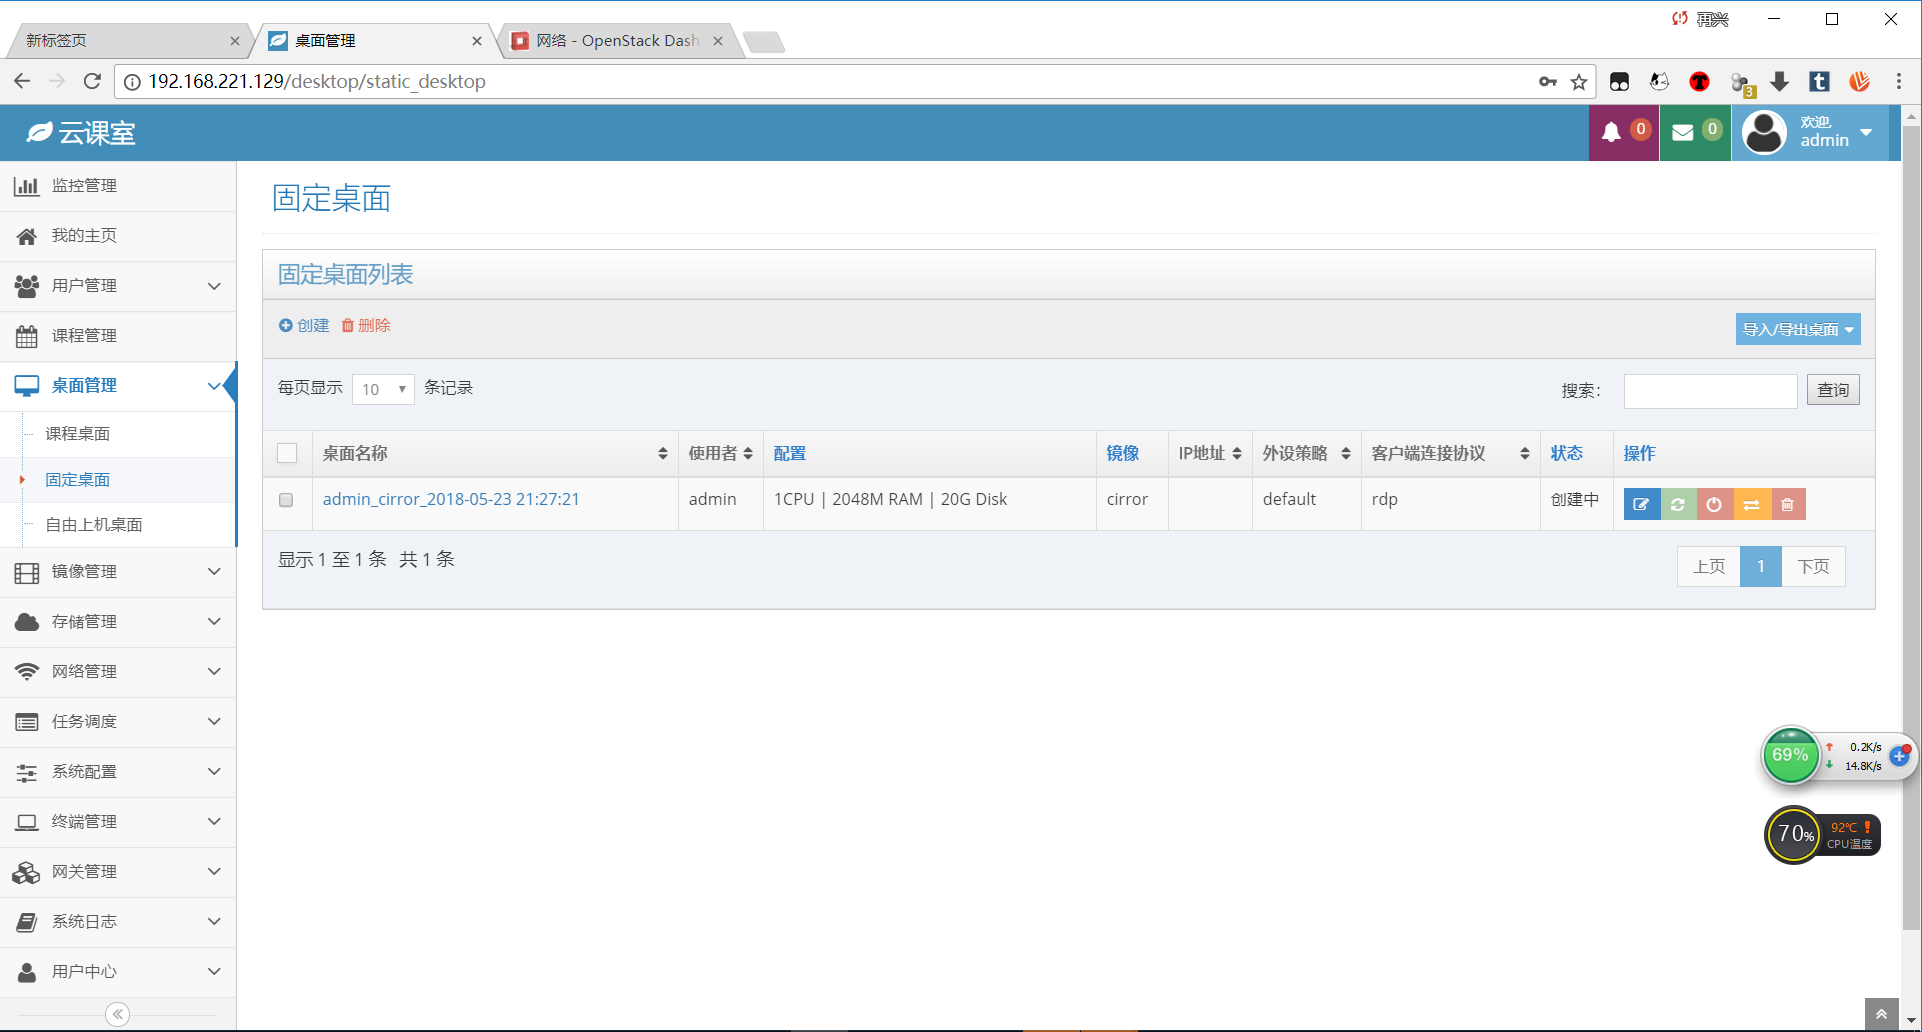 再兴
新标签页
桌面管理
网络 - OpenStack Dash
192.168.221.129/desktop/static_desktop
3
云课室
0
0
欢迎,
admin
监控管理
我的主页
用户管理
课程管理
桌面管理
课程桌面
固定桌面
自由上机桌面
镜像管理
存储管理
网络管理
任务调度
系统配置
终端管理
网关管理
系统日志
用户中心
固定桌面
固定桌面列表
创建 删除
导入/导出桌面
每页显示 10 条记录
搜索: 查询
桌面名称 使用者 配置 镜像 IP地址 外设策略 客户端连接协议 状态 操作
admin_cirror_2018-05-23 21:27:21 admin 1CPU | 2048M RAM | 20G Disk cirror default rdp 创建中
显示 1 至 1 条 共 1 条
上页 1 下页
69%
0.2K/s
14.8K/s
70%
92℃
CPU温度